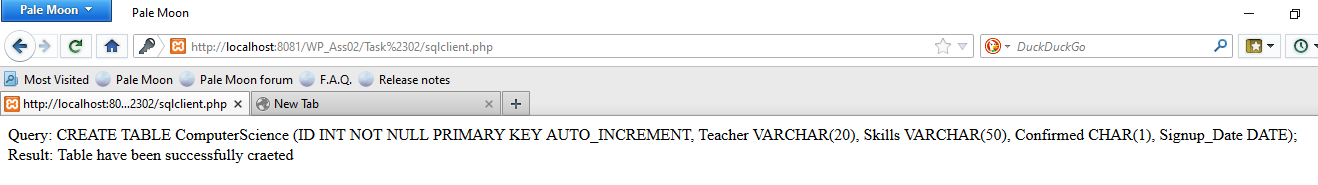 Pale Moon
Pale Moon
http://localhost:8081/WP_Ass02/Task%2302/sqlclient.php
DuckDuckGo
Most Visited Pale Moon Pale Moon forum F.A.Q. Release notes
http://localhost:80...2302/sqlclient.php New Tab
Query: CREATE TABLE ComputerScience (ID INT NOT NULL PRIMARY KEY AUTO_INCREMENT, Teacher VARCHAR(20), Skills VARCHAR(50), Confirmed CHAR(1), Signup_Date DATE);
Result: Table have been successfully craeted